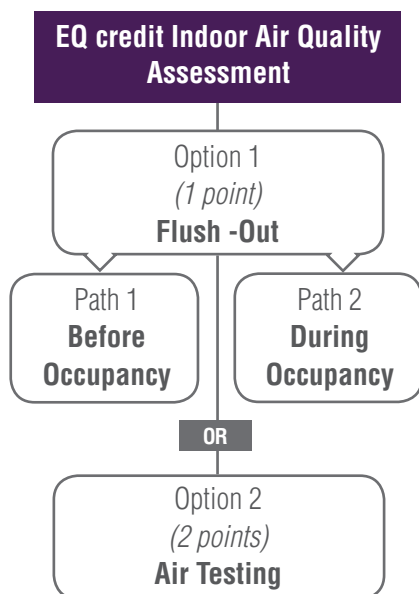 EQ credit Indoor Air Quality
Assessment
Option 1
(1 point)
Flush -Out
Path 1
Before
Occupancy
Path 2
During
Occupancy
OR
Option 2
(2 points)
Air Testing